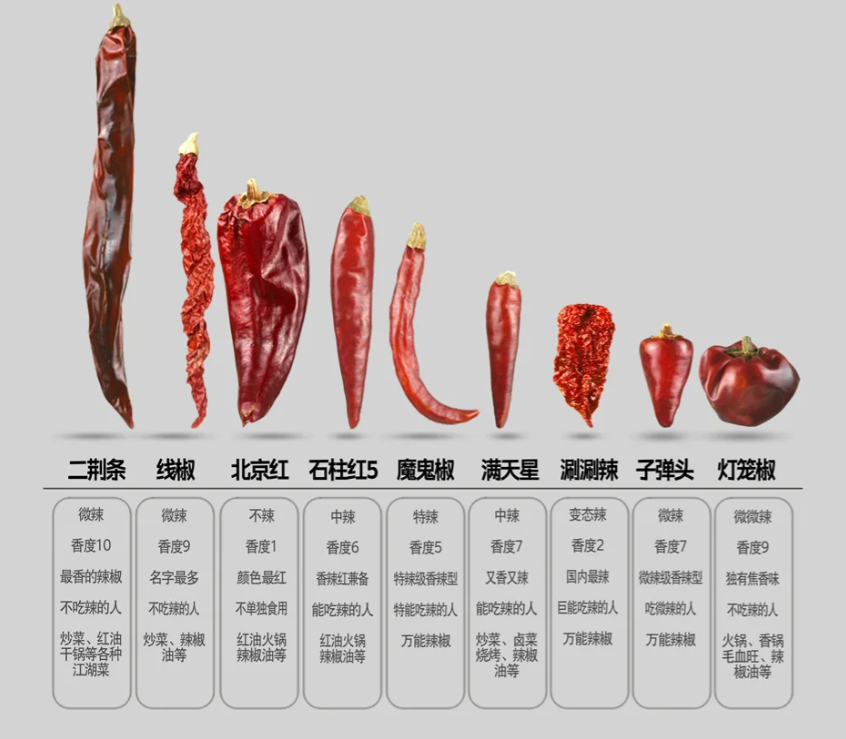 二荆条
线椒
北京红
石柱红5
魔鬼椒
满天星
涮涮辣
子弹头
灯笼椒
微辣
香度10
最香的辣椒
不吃辣的人
炒菜、红油
干锅等各种
江湖菜
微辣
香度9
名字最多
不吃辣的人
炒菜、辣椒
油等
不辣
香度1
颜色最红
不单独食用
红油火锅
辣椒油等
中辣
香度6
香辣红兼备
能吃辣的人
红油火锅
辣椒油等
特辣
香度5
特辣级香辣型
特能吃辣的人
万能辣椒
中辣
香度7
又香又辣
能吃辣的人
炒菜、卤菜
烧烤、辣椒
油等
变态辣
香度2
国内最辣
巨能吃辣的人
万能辣椒
微辣
香度7
微辣级香辣型
吃微辣的人
万能辣椒
微微辣
香度9
独有焦香味
不吃辣的人
火锅、香锅
毛血旺、辣
椒油等